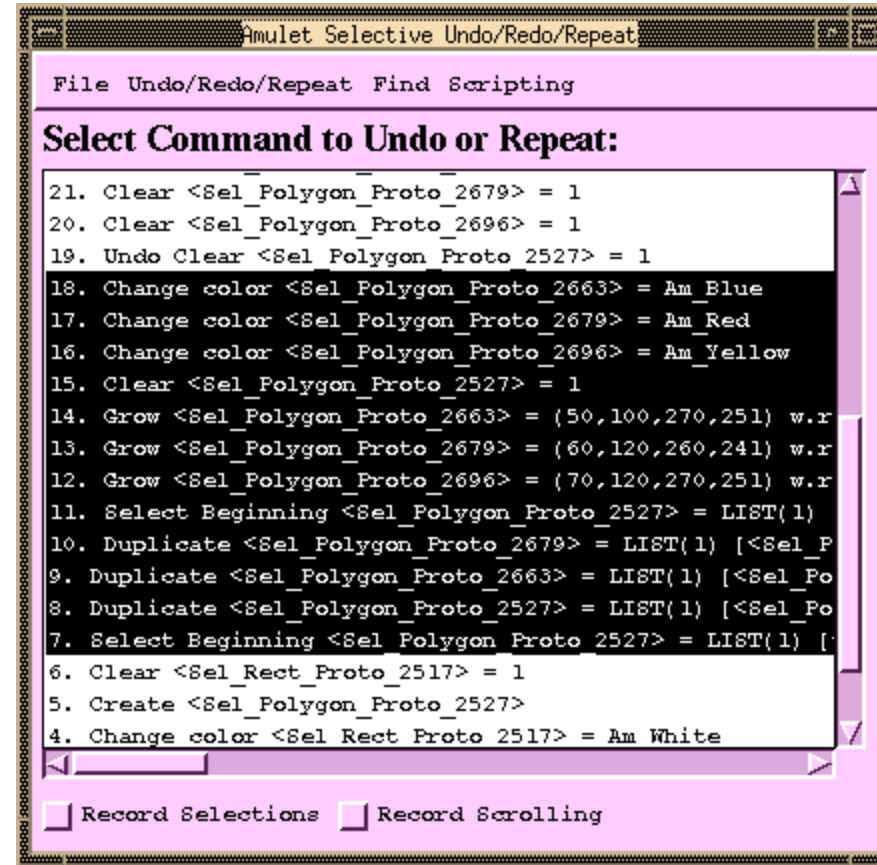 Amulet Selective Undo/Redo/Repeat
File Undo/Redo/Repeat Find Scripting
Select Command to Undo or Repeat:
21. Clear <Sel_Polygon_Proto_2679> = 1
20. Clear <Sel_Polygon_Proto_2696> = 1
19. Undo Clear <Sel_Polygon_Proto_2527> = 1
18. Change color <Sel_Polygon_Proto_2663> = Am_Blue
17. Change color <Sel_Polygon_Proto_2679> = Am_Red
16. Change color <Sel_Polygon_Proto_2696> = Am_Yellow
15. Clear <Sel_Polygon_Proto_2527> = 1
14. Grow <Sel_Polygon_Proto_2663> = (50,100,270,251) w.r
13. Grow <Sel_Polygon_Proto_2679> = (60,120,260,241) w.r
12. Grow <Sel_Polygon_Proto_2696> = (70,120,270,251) w.r
11. Select Beginning <Sel_Polygon_Proto_2527> = LIST(1)
10. Duplicate <Sel_Polygon_Proto_2679> = LIST(1) [<Sel_P
9. Duplicate <Sel_Polygon_Proto_2663> = LIST(1) [<Sel_Po
8. Duplicate <Sel_Polygon_Proto_2527> = LIST(1) [<Sel_Po
7. Select Beginning <Sel_Polygon_Proto_2527> = LIST(1) [
6. Clear <Sel_Rect_Proto_2517> = 1
5. Create <Sel_Polygon_Proto_2527>
4. Change color <Sel_Rect_Proto_2517> = Am_White
Record Selections Record Scrolling